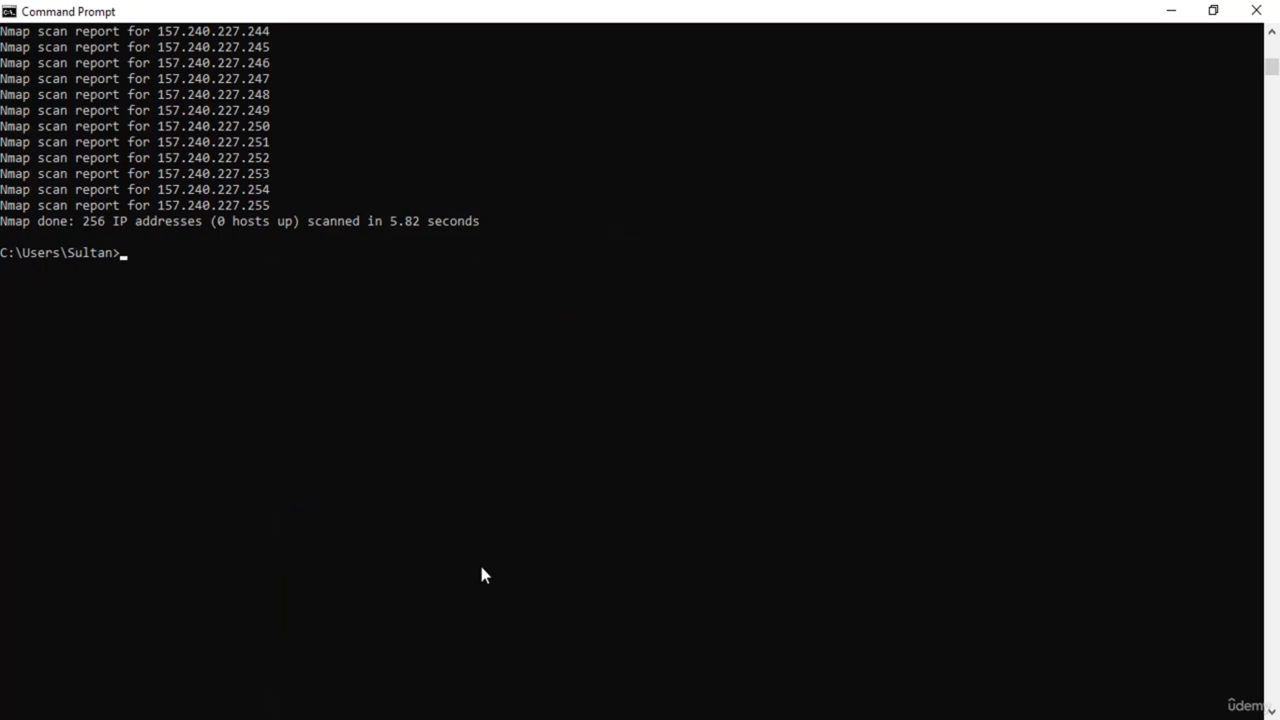 Command Prompt
Nmap scan report for 157.240.227.244
Nmap scan report for 157.240.227.245
Nmap scan report for 157.240.227.246
Nmap scan report for 157.240.227.247
Nmap scan report for 157.240.227.248
Nmap scan report for 157.240.227.249
Nmap scan report for 157.240.227.250
Nmap scan report for 157.240.227.251
Nmap scan report for 157.240.227.252
Nmap scan report for 157.240.227.253
Nmap scan report for 157.240.227.254
Nmap scan report for 157.240.227.255
Nmap done: 256 IP addresses (0 hosts up) scanned in 5.82 seconds
C:\Users\Sultan>
ûdemy